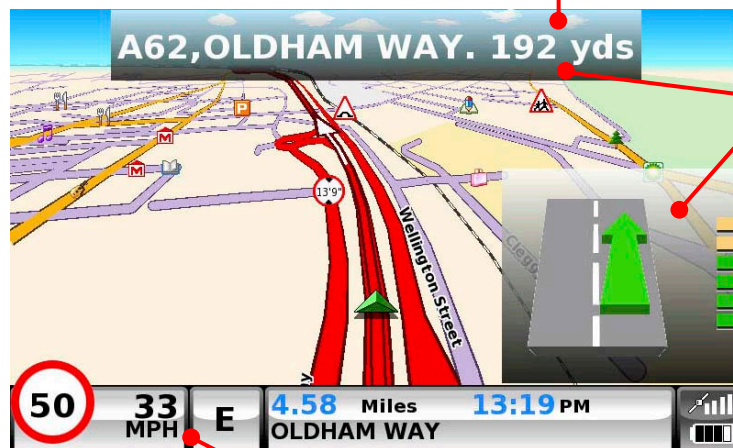 A62,OLDHAM WAY. 192 yds
P
M
M
13'9"
Wellington Street
Clegg
50
33
MPH
E
4.58 Miles
13:19 PM
OLDHAM WAY